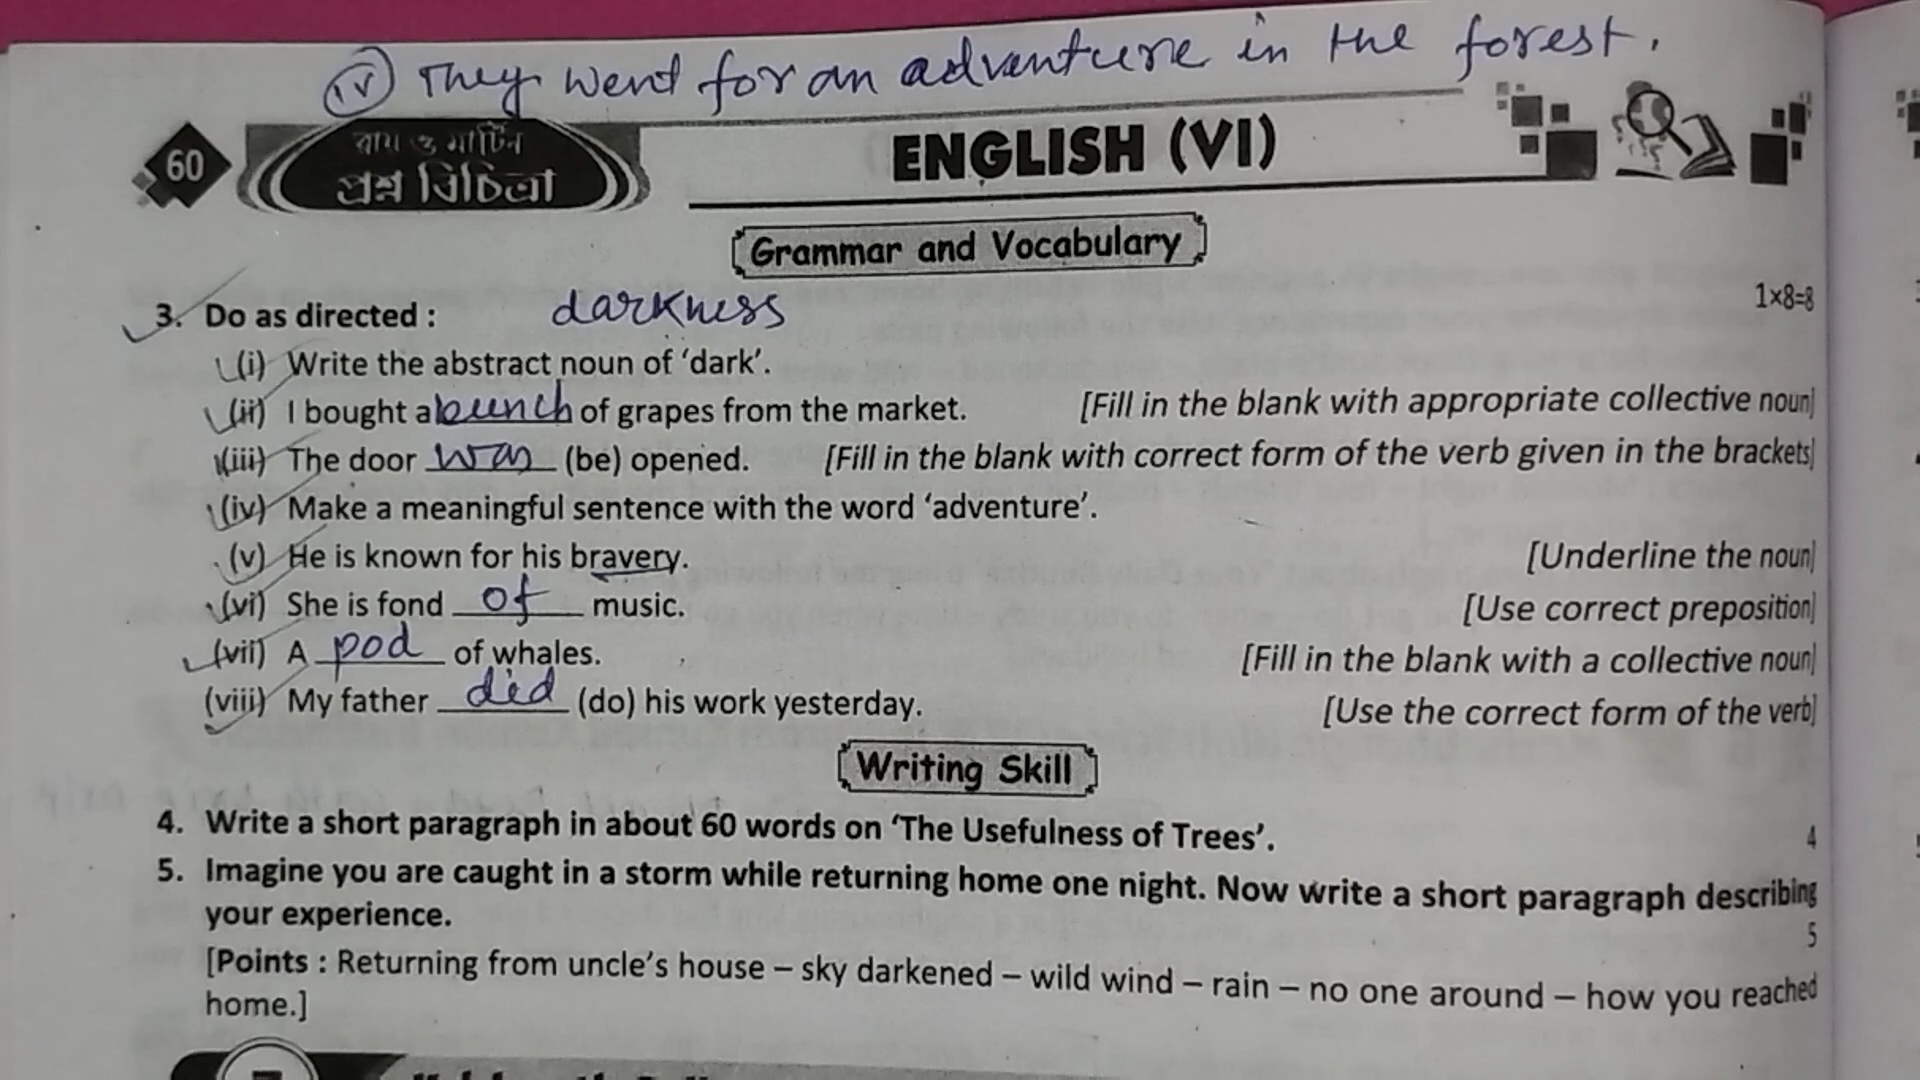 (iv) They went for an adventure in the forest.
60
রায় ও মার্টিন
প্রশ্ন বিচিত্রা
ENGLISH (VI)
Grammar and Vocabulary
3. Do as directed : darkness 1×8=8
(i) Write the abstract noun of ‘dark’.
(ii) I bought a bunch of grapes from the market. [Fill in the blank with appropriate collective noun]
(iii) The door was (be) opened. [Fill in the blank with correct form of the verb given in the brackets]
(iv) Make a meaningful sentence with the word ‘adventure’.
(v) He is known for his bravery. [Underline the noun]
(vi) She is fond of music. [Use correct preposition]
(vii) A pod of whales. [Fill in the blank with a collective noun]
(viii) My father did (do) his work yesterday. [Use the correct form of the verb]
Writing Skill
4. Write a short paragraph in about 60 words on ‘The Usefulness of Trees’. 4
5. Imagine you are caught in a storm while returning home one night. Now write a short paragraph describing
your experience. 5
[Points : Returning from uncle’s house – sky darkened – wild wind – rain – no one around – how you reached
home.]